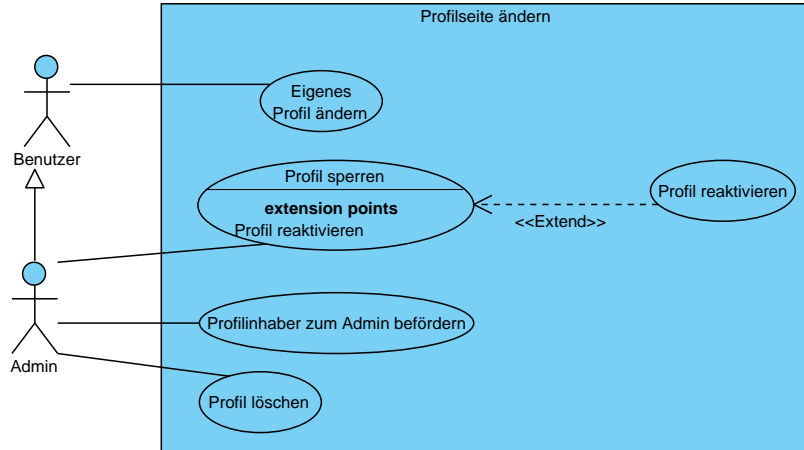 Profilseite ändern
Eigenes
Profil ändern
Benutzer
Profil sperren
extension points
Profil reaktivieren
Profil reaktivieren
<<Extend>>
Profilinhaber zum Admin befördern
Admin
Profil löschen